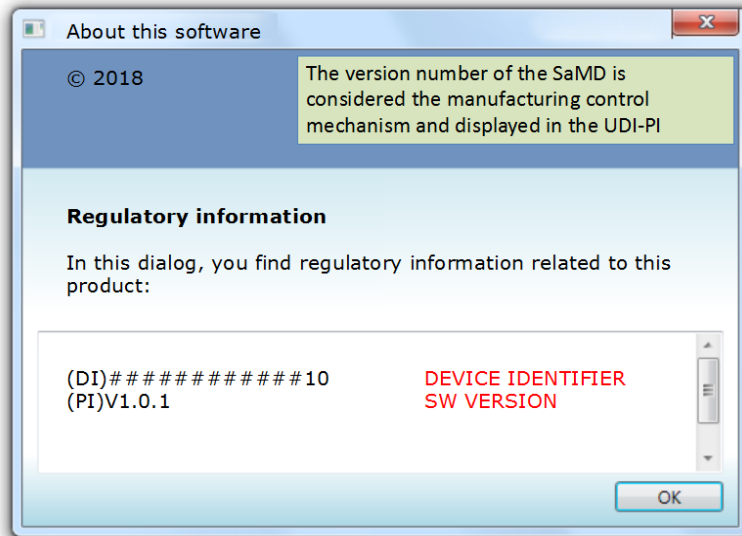 About this software
© 2018
The version number of the SaMD is
considered the manufacturing control
mechanism and displayed in the UDI-PI
Regulatory information
In this dialog, you find regulatory information related to this
product:
(DI)############10 DEVICE IDENTIFIER
(PI)V1.0.1 SW VERSION
OK